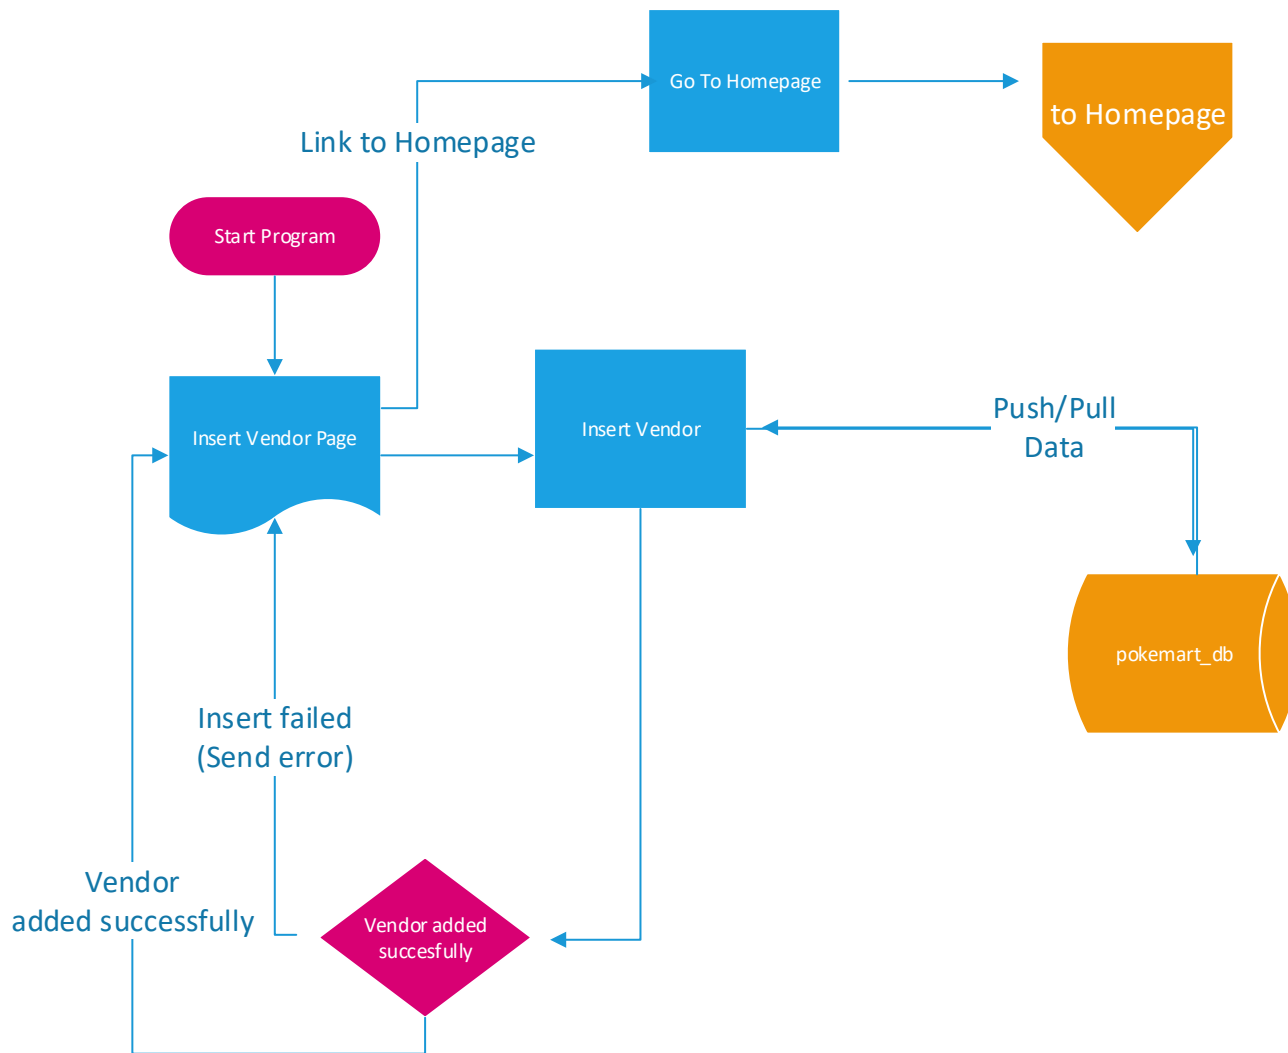 Go To Homepage
to Homepage
Link to Homepage
Start Program
Insert Vendor Page
Insert Vendor
Push/Pull
Data
pokemart_db
Insert failed
(Send error)
Vendor
added successfully
Vendor added
succesfully